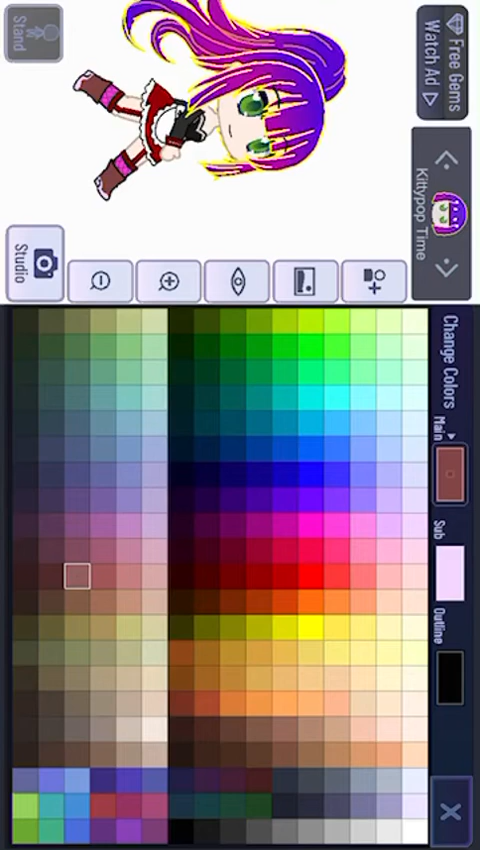 Free Gems
Watch Ad
Kittypop Time
Stand
Studio
Change Colors
Main
Sub
Outline
X